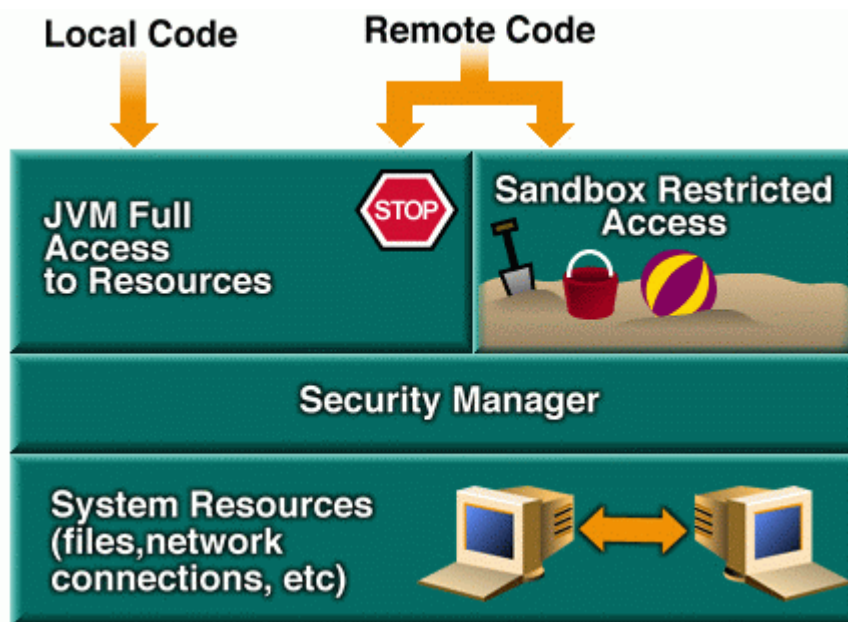 Local Code
Remote Code
JVM Full
Access
to Resources
STOP
Sandbox Restricted
Access
Security Manager
System Resources
(files,network
connections, etc)